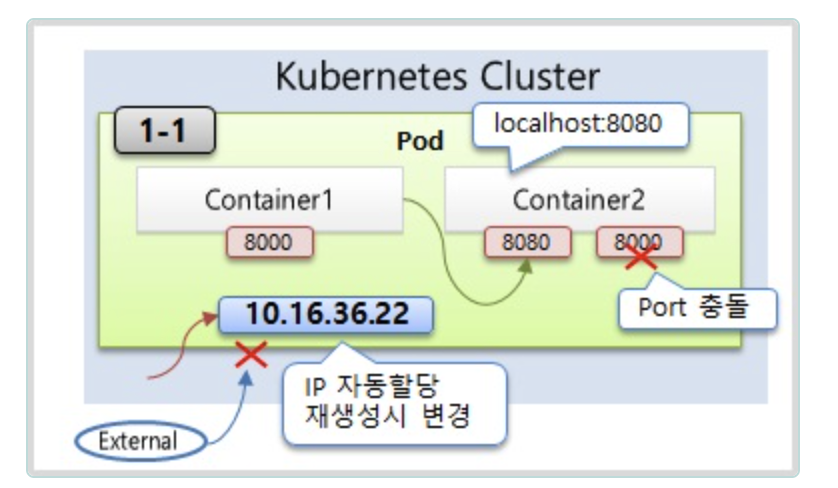 Kubernetes Cluster
1-1
Pod
localhost:8080
Container1
Container2
8000
8080
8000
Port 충돌
10.16.36.22
IP 자동할당
재생성시 변경
External